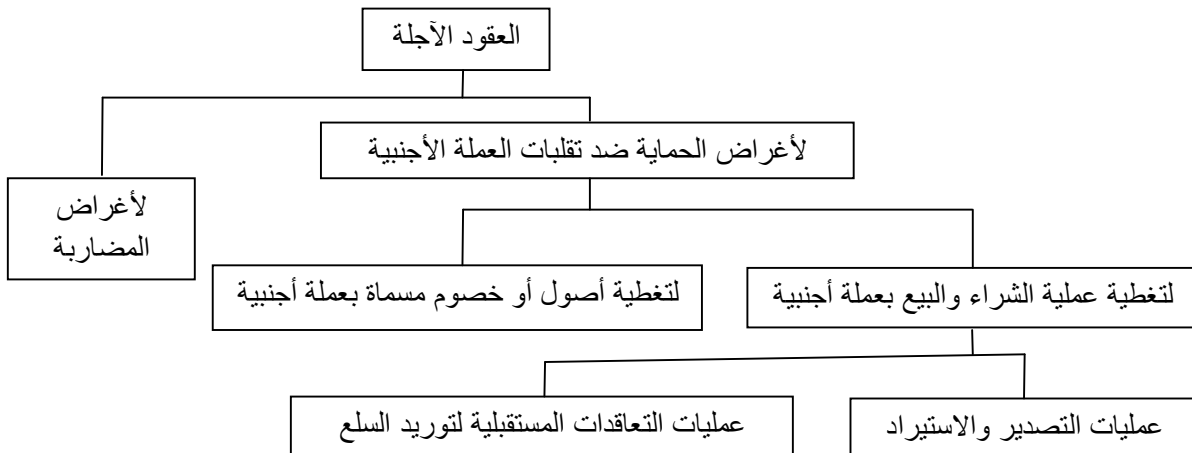 العقود الآجلة
لأغراض الحماية ضد تقلبات العملة الأجنبية
لأغراض
المضاربة
لتغطية عملية الشراء والبيع بعملة أجنبية
لتغطية أصول أو خصوم مسماة بعملة أجنبية
عمليات التصدير والاستيراد
عمليات التعاقدات المستقبلية لتوريد السلع